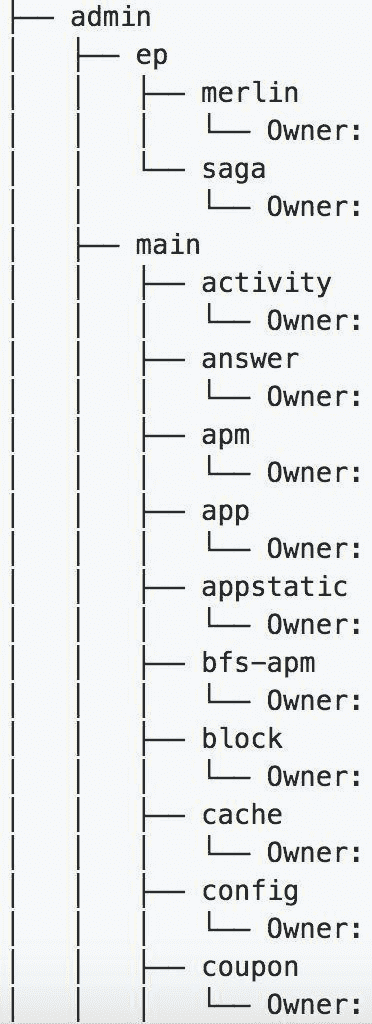 admin
ep
merlin
Owner:
saga
Owner:
main
activity
Owner:
answer
Owner:
apm
Owner:
app
Owner:
appstatic
Owner:
bfs-apm
Owner:
block
Owner:
cache
Owner:
config
Owner:
coupon
Owner: